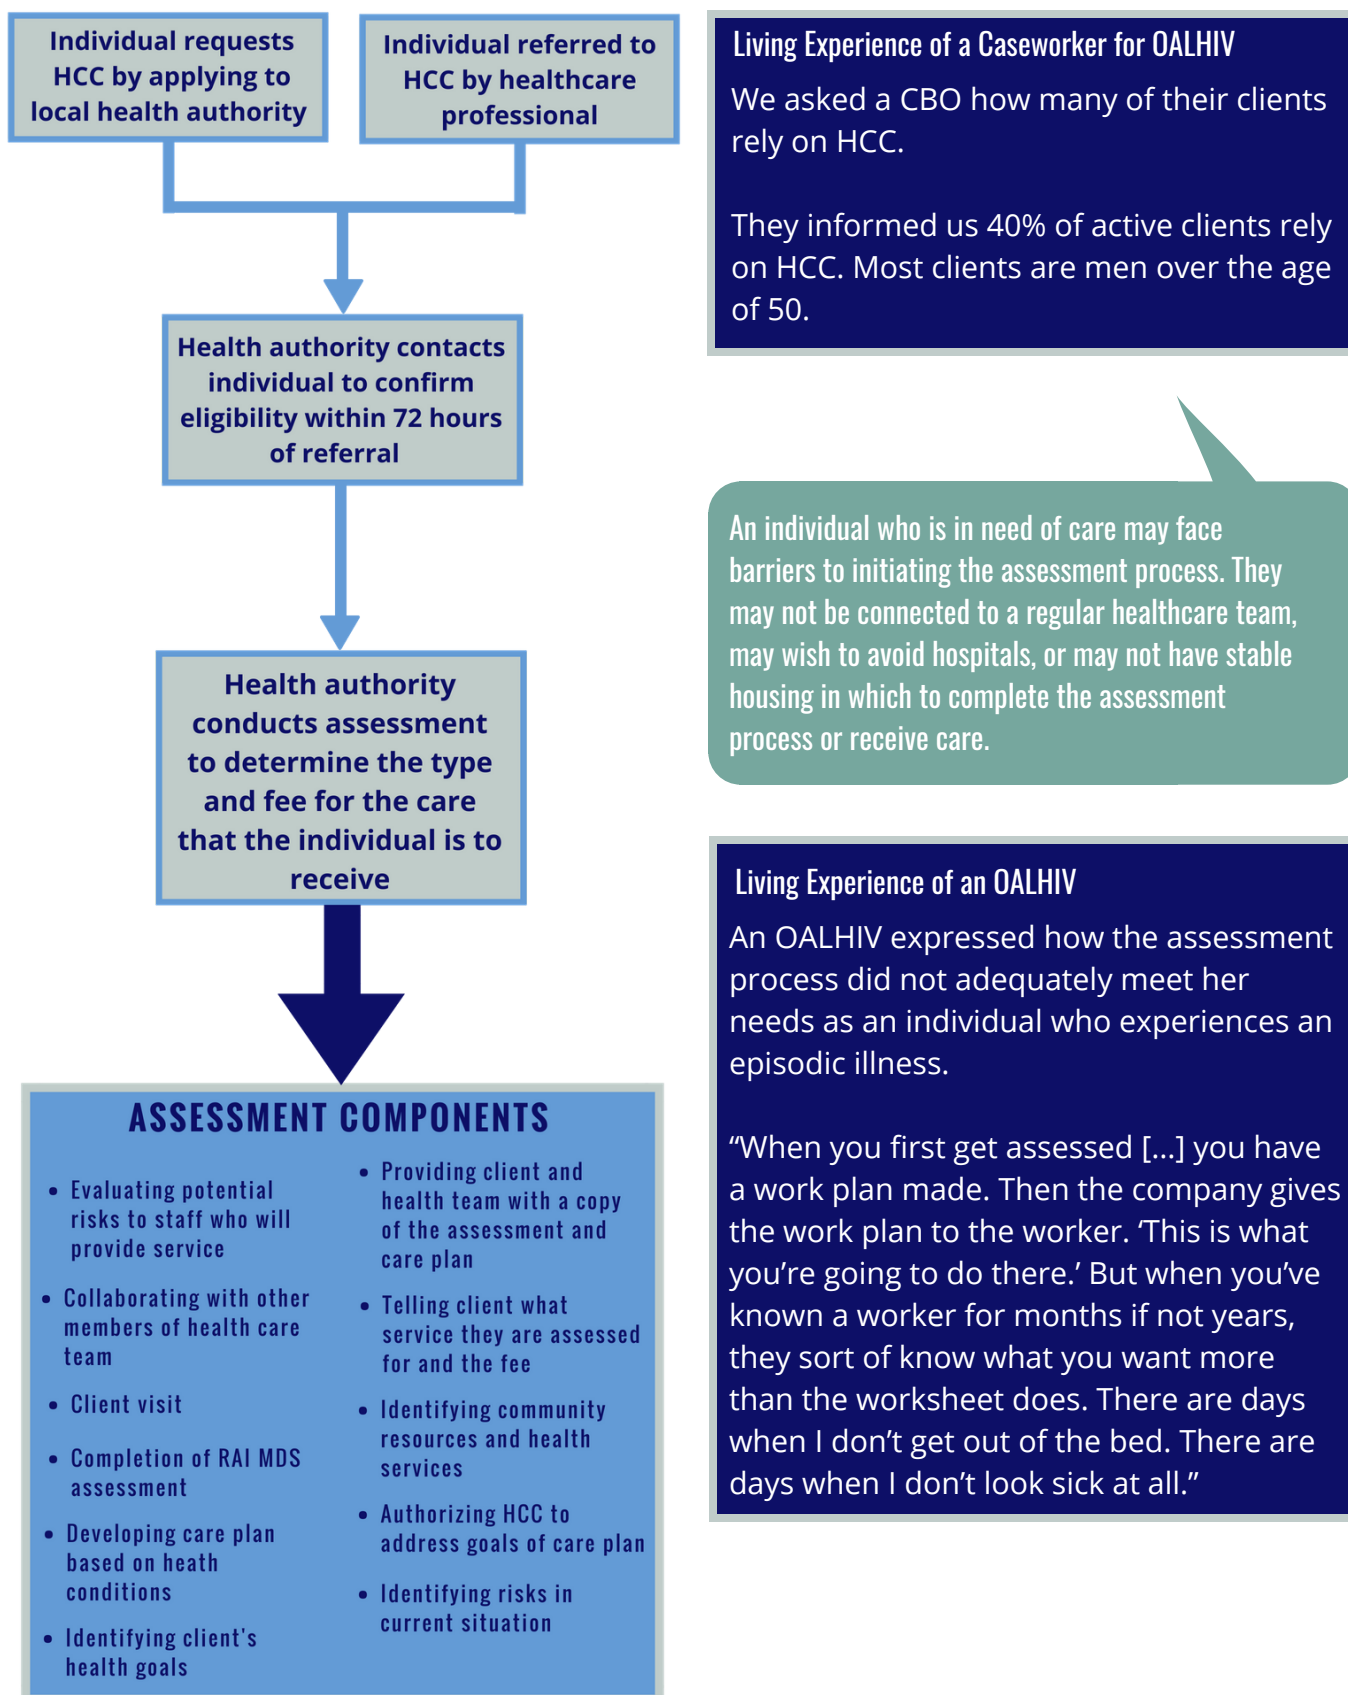 Individual requests
HCC by applying to
local health authority
Individual referred to
HCC by healthcare
professional
Health authority contacts
individual to confirm
eligibility within 72 hours
of referral
Health authority
conducts assessment
to determine the type
and fee for the care
that the individual is to
receive
ASSESSMENT COMPONENTS
• Evaluating potential
risks to staff who will
provide service
• Collaborating with other
members of health care
team
• Client visit
• Completion of RAI MDS
assessment
• Developing care plan
based on heath
conditions
• Identifying client's
health goals
• Providing client and
health team with a copy
of the assessment and
care plan
• Telling client what
service they are assessed
for and the fee
• Identifying community
resources and health
services
• Authorizing HCC to
address goals of care plan
• Identifying risks in
current situation
Living Experience of a Caseworker for OALHIV
We asked a CBO how many of their clients
rely on HCC.
They informed us 40% of active clients rely
on HCC. Most clients are men over the age
of 50.
An individual who is in need of care may face
barriers to initiating the assessment process. They
may not be connected to a regular healthcare team,
may wish to avoid hospitals, or may not have stable
housing in which to complete the assessment
process or receive care.
Living Experience of an OALHIV
An OALHIV expressed how the assessment
process did not adequately meet her
needs as an individual who experiences an
episodic illness.
“When you first get assessed [...] you have
a work plan made. Then the company gives
the work plan to the worker. ‘This is what
you’re going to do there.’ But when you’ve
known a worker for months if not years,
they sort of know what you want more
than the worksheet does. There are days
when I don’t get out of the bed. There are
days when I don’t look sick at all.”